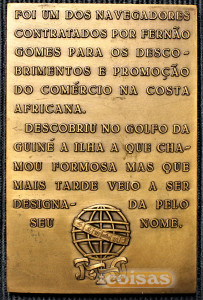 FOI UM DOS NAVEGADORES
CONTRATADOS POR FERNÃO
GOMES PARA OS DESCO-
BRIMENTOS E PROMOÇÃO
DO COMÉRCIO NA COSTA
AFRICANA.
DESCOBRIU NO GOLFO DA
GUINÉ A ILHA A QUE CHA-
MOU FORMOSA MAS QUE
MAIS TARDE VEIO A SER
DESIGNA- DA PELO
SEU NOME.
coisas